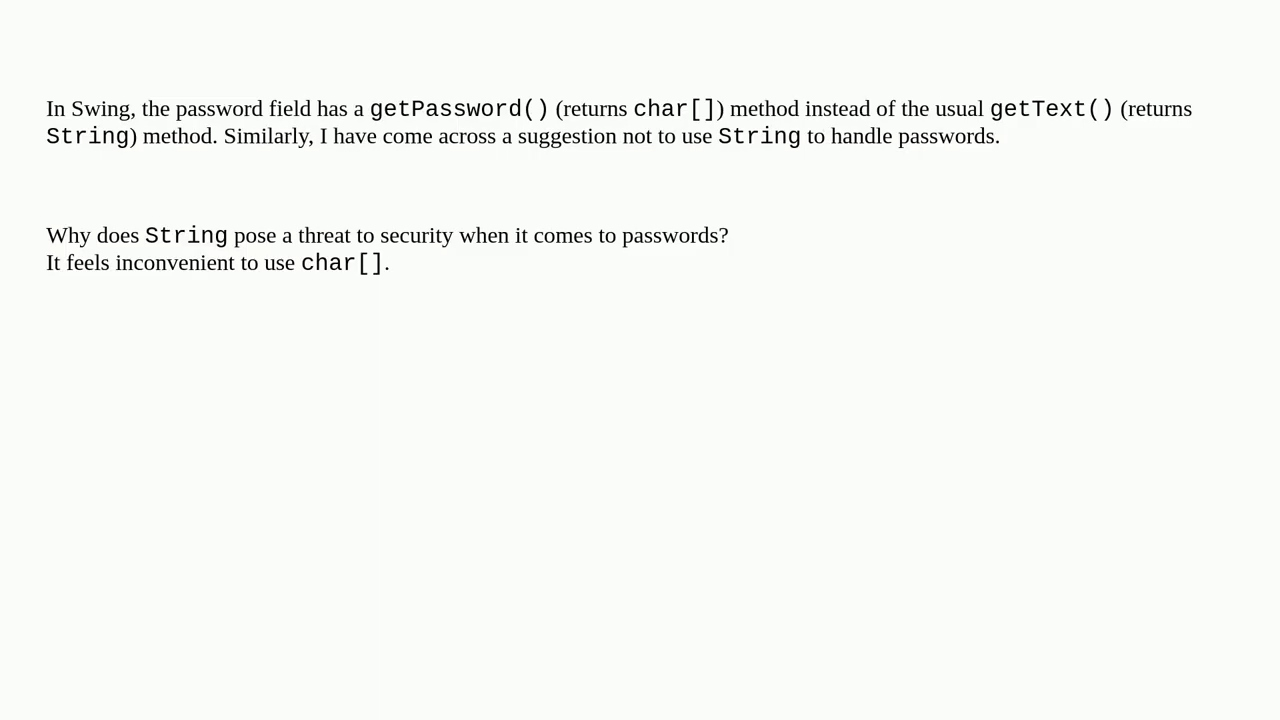 In Swing, the password field has a getPassword() (returns char[]) method instead of the usual getText() (returns
String) method. Similarly, I have come across a suggestion not to use String to handle passwords.
Why does String pose a threat to security when it comes to passwords?
It feels inconvenient to use char[].